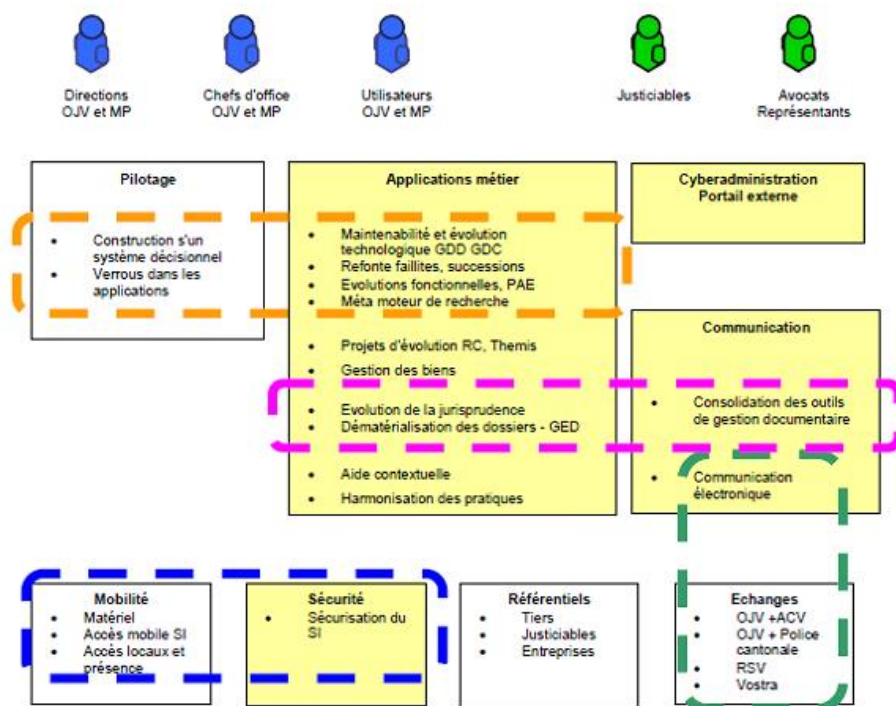 Directions
OJV et MP
Chefs d'office
OJV et MP
Utilisateurs
OJV et MP
Justiciables
Avocats
Représentants
Pilotage
• Construction s'un
système décisionnel
• Verrous dans les
applications
Applications métier
• Maintenabilité et évolution
technologique GDD GDC
• Refonte faillites, successions
• Evolutions fonctionnelles, PAE
• Méta moteur de recherche
• Projets d'évolution RC, Themis
• Gestion des biens
• Evolution de la jurisprudence
• Dématérialisation des dossiers - GED
• Aide contextuelle
• Harmonisation des pratiques
Cyberadministration
Portail externe
Communication
• Consolidation des outils
de gestion documentaire
• Communication
électronique
Mobilité
• Matériel
• Accès mobile SI
• Accès locaux et
présence
Sécurité
• Sécurisation du
SI
Référentiels
• Tiers
• Justiciables
• Entreprises
Echanges
• OJV +ACV
• OJV + Police
cantonale
• RSV
• Vostra